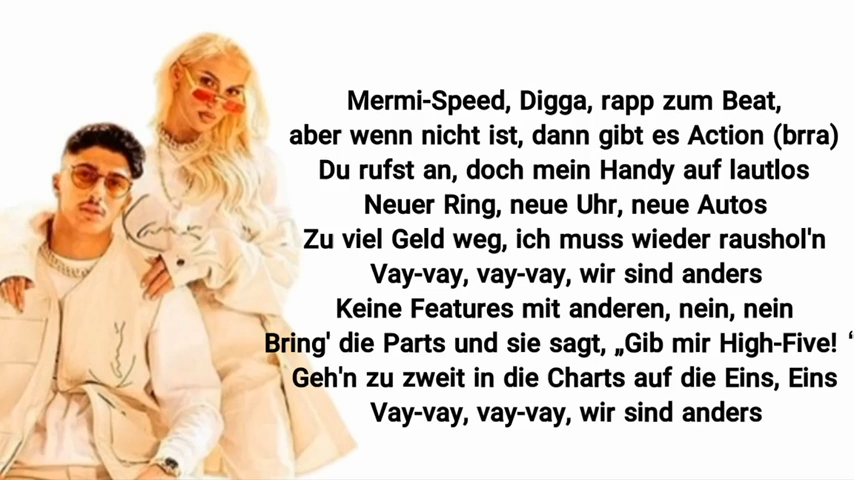 Mermi-Speed, Digga, rapp zum Beat,
aber wenn nicht ist, dann gibt es Action (brra)
Du rufst an, doch mein Handy auf lautlos
Neuer Ring, neue Uhr, neue Autos
Zu viel Geld weg, ich muss wieder raushol'n
Vay-vay, vay-vay, wir sind anders
Keine Features mit anderen, nein, nein
Bring' die Parts und sie sagt, „Gib mir High-Five! “
Geh'n zu zweit in die Charts auf die Eins, Eins
Vay-vay, vay-vay, wir sind anders